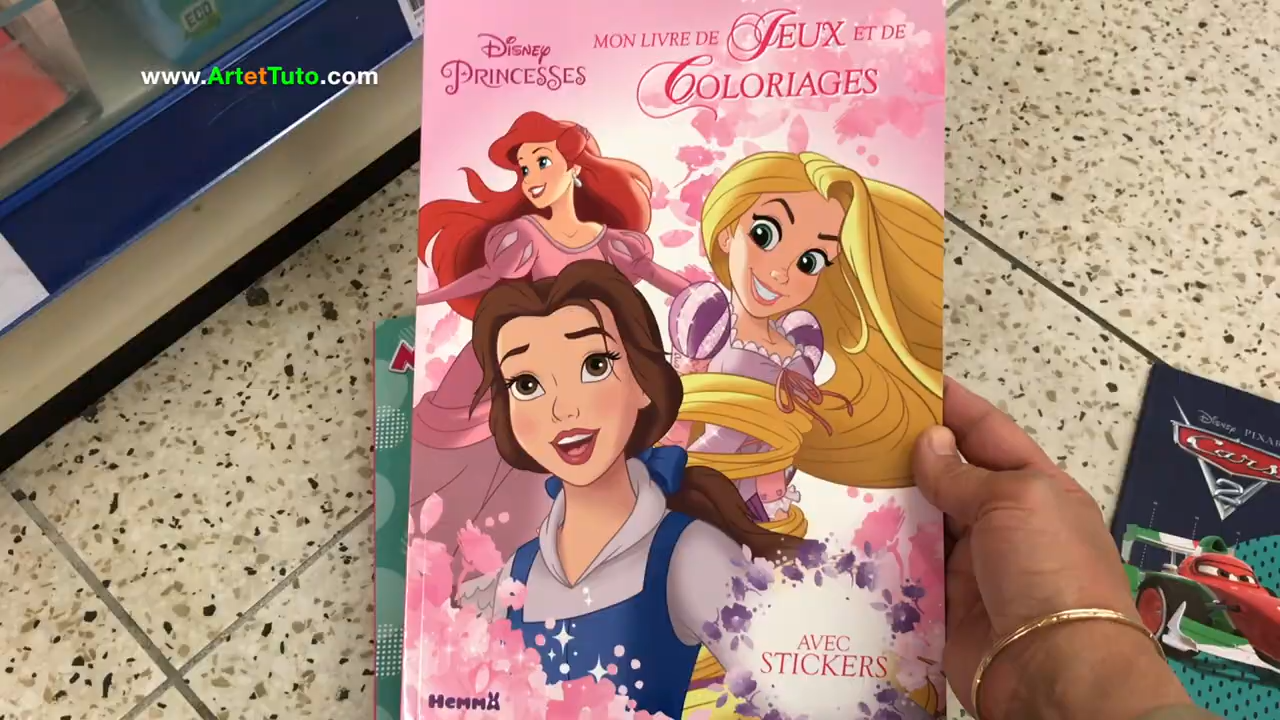 ECO
www.ArtetTuto.com
Disney
PRINCESSES
MON LIVRE DE JEUX ET DE
COLORIAGES
AVEC
STICKERS
HEMMA
DISNEY PIXAR
Cars
2